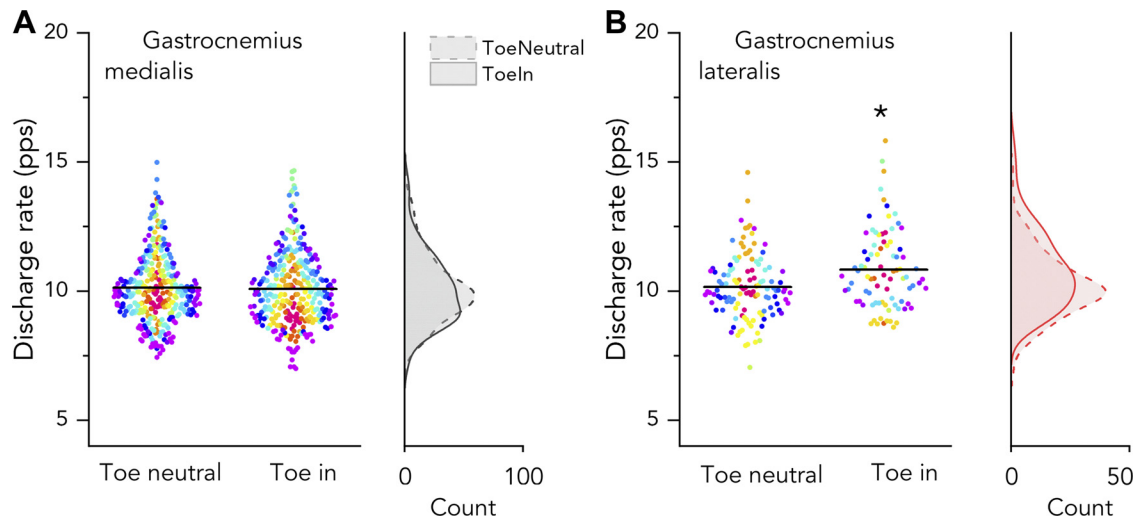 A
20
15
10
5
Discharge rate (pps)
Gastrocnemius
medialis
Toe neutral
Toe in
ToeNeutral
ToeIn
0
100
Count
B
20
15
10
5
Discharge rate (pps)
Gastrocnemius
lateralis
*
Toe neutral
Toe in
0
50
Count